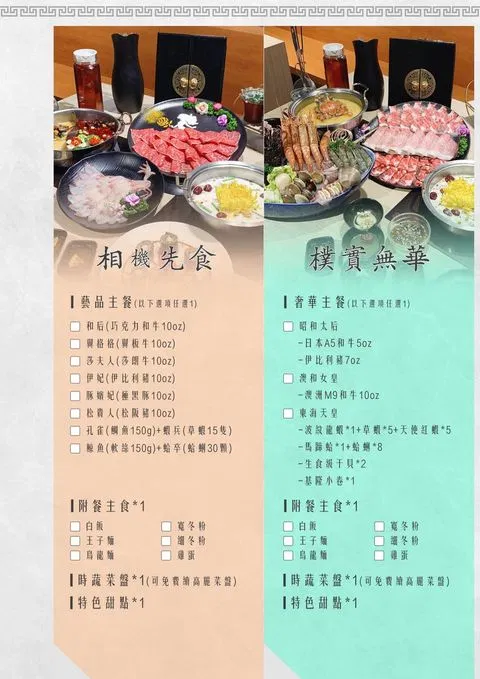 相機先食
藝品主餐(以下選項任選1)
和后(巧克力和牛10oz)
翼格格(翼板牛10oz)
莎夫人(莎朗牛10oz)
伊妃(伊比利豬10oz)
豚嬪妃(極黑豚10oz)
松貴人(松阪豬10oz)
孔雀(鯛魚150g)+蝦兵(草蝦15隻)
鯨魚(軟絲150g)+蛤卒(蛤蜊30顆)
附餐主食*1
白飯
寬冬粉
王子麵
細冬粉
烏龍麵
雞蛋
時蔬菜盤*1(可免費續高麗菜盤)
特色甜點*1
樸實無華
奢華主餐(以下選項任選1)
昭和太后
-日本A5和牛5oz
-伊比利豬7oz
澳和女皇
-澳洲M9和牛10oz
東海天皇
-波紋龍蝦*1+草蝦*5+天使紅蝦*5
-馬蹄蛤*1+蛤蜊*8
-生食級干貝*2
-基隆小卷*1
附餐主食*1
白飯
寬冬粉
王子麵
細冬粉
烏龍麵
雞蛋
時蔬菜盤*1(可免費續高麗菜盤)
特色甜點*1